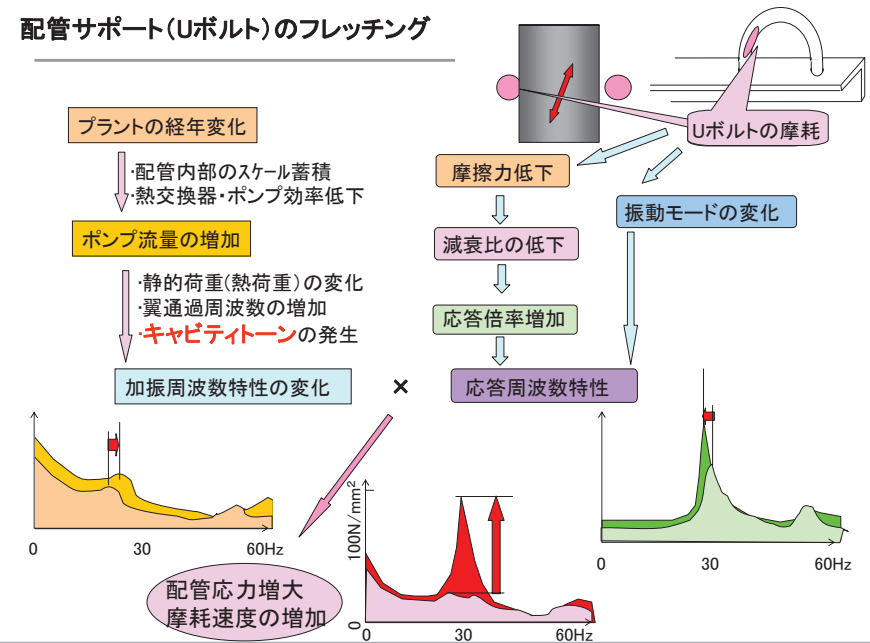 配管サポート(Uボルト)のフレッチング
Uボルトの摩耗
プラントの経年変化
·配管内部のスケール蓄積
·熱交換器・ポンプ効率低下
ポンプ流量の増加
·静的荷重(熱荷重)の変化
·翼通過周波数の増加
·キャビティトーンの発生
加振周波数特性の変化
×
摩擦力低下
減衰比の低下
応答倍率増加
振動モードの変化
応答周波数特性
0 30 60Hz
配管応力増大
摩耗速度の増加
100N/mm²
0
0 30 60Hz
0 30 60Hz